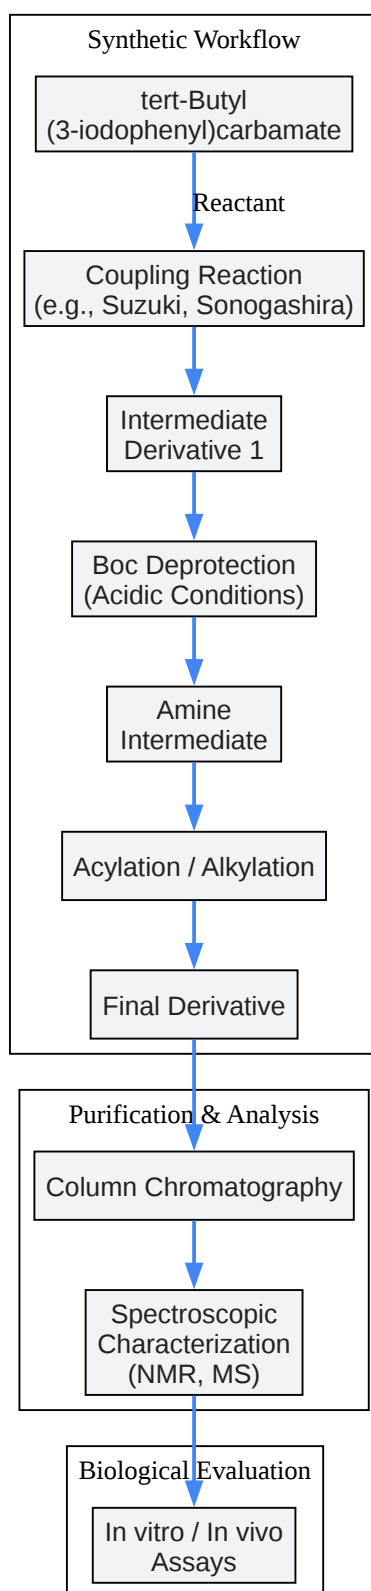 Synthetic Workflow
tert-Butyl
(3-iodophenyl)carbamate
Reactant
Coupling Reaction
(e.g., Suzuki, Sonogashira)
Intermediate
Derivative 1
Boc Deprotection
(Acidic Conditions)
Amine
Intermediate
Acylation / Alkylation
Final Derivative
Purification & Analysis
Column Chromatography
Spectroscopic
Characterization
(NMR, MS)
Biological Evaluation
In vitro / In vivo
Assays